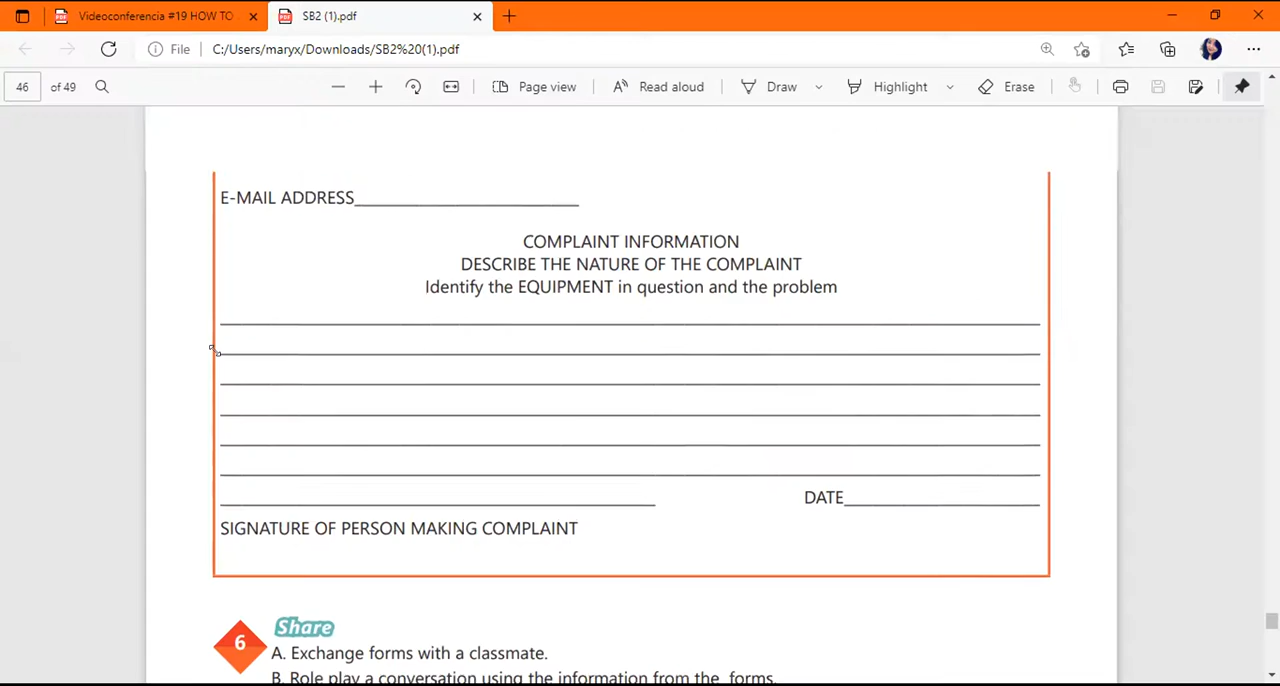 Videoconferencia #19 HOW TO
SB2 (1).pdf
File
C:/Users/maryx/Downloads/SB2%20(1).pdf
46 of 49
Page view
Read aloud
Draw
Highlight
Erase
E-MAIL ADDRESS
COMPLAINT INFORMATION
DESCRIBE THE NATURE OF THE COMPLAINT
Identify the EQUIPMENT in question and the problem
DATE
SIGNATURE OF PERSON MAKING COMPLAINT
6
Share
A. Exchange forms with a classmate.
B. Role play a conversation using the information from the forms.